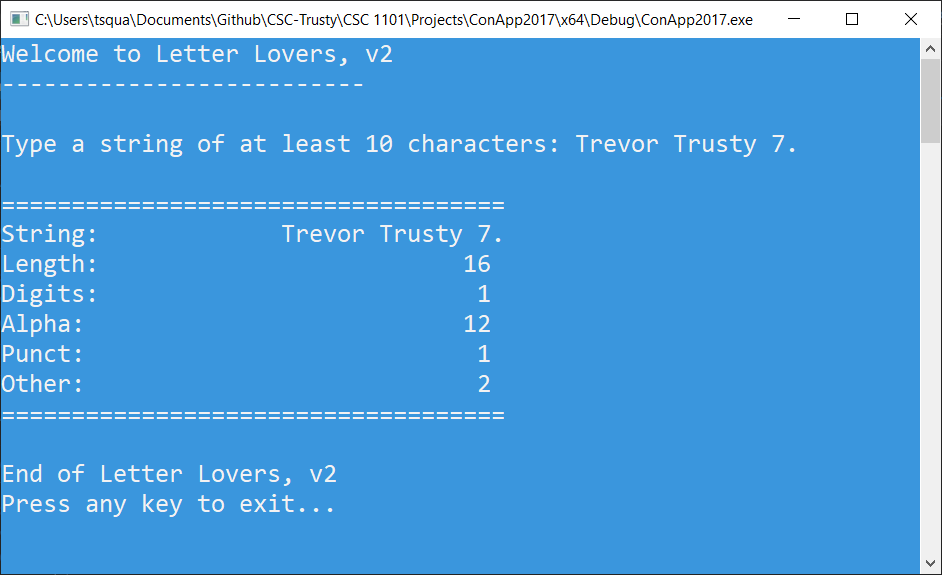 C:\Users\tsqua\Documents\Github\CSC-Trusty\CSC 1101\Projects\ConApp2017\x64\Debug\ConApp2017.exe
Welcome to Letter Lovers, v2
--------------------------
Type a string of at least 10 characters: Trevor Trusty 7.
====================================
String:             Trevor Trusty 7.
Length:                          16
Digits:                           1
Alpha:                           12
Punct:                            1
Other:                            2
====================================
End of Letter Lovers, v2
Press any key to exit...